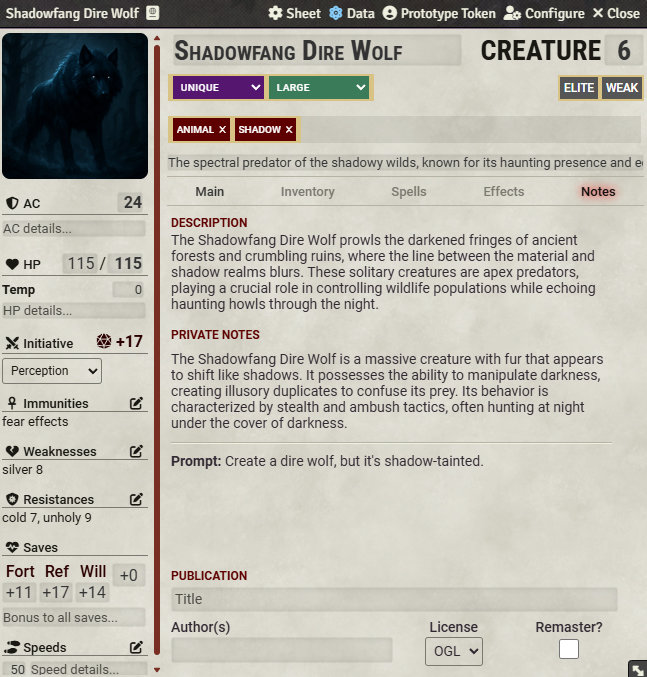 Shadowfang Dire Wolf Sheet Data Prototype Token Configure Close
Shadowfang Dire Wolf CREATURE 6
UNIQUE LARGE ELITE WEAK
ANIMAL X SHADOW X
The spectral predator of the shadowy wilds, known for its haunting presence and
Main Inventory Spells Effects Notes
AC 24
AC details...
HP 115 / 115
Temp 0
HP details...
Initiative +17
Perception
Immunities
fear effects
Weaknesses
silver 8
Resistances
cold 7, unholy 9
Saves
Fort Ref Will +0
+11 +17 +14
Bonus to all saves...
Speeds
50 Speed details...
DESCRIPTION
The Shadowfang Dire Wolf prowls the darkened fringes of ancient
forests and crumbling ruins, where the line between the material and
shadow realms blurs. These solitary creatures are apex predators,
playing a crucial role in controlling wildlife populations while echoing
haunting howls through the night.
PRIVATE NOTES
The Shadowfang Dire Wolf is a massive creature with fur that appears
to shift like shadows. It possesses the ability to manipulate darkness,
creating illusory duplicates to confuse its prey. Its behavior is
characterized by stealth and ambush tactics, often hunting at night
under the cover of darkness.
Prompt: Create a dire wolf, but it's shadow-tainted.
PUBLICATION
Title
Author(s) License Remaster?
OGL